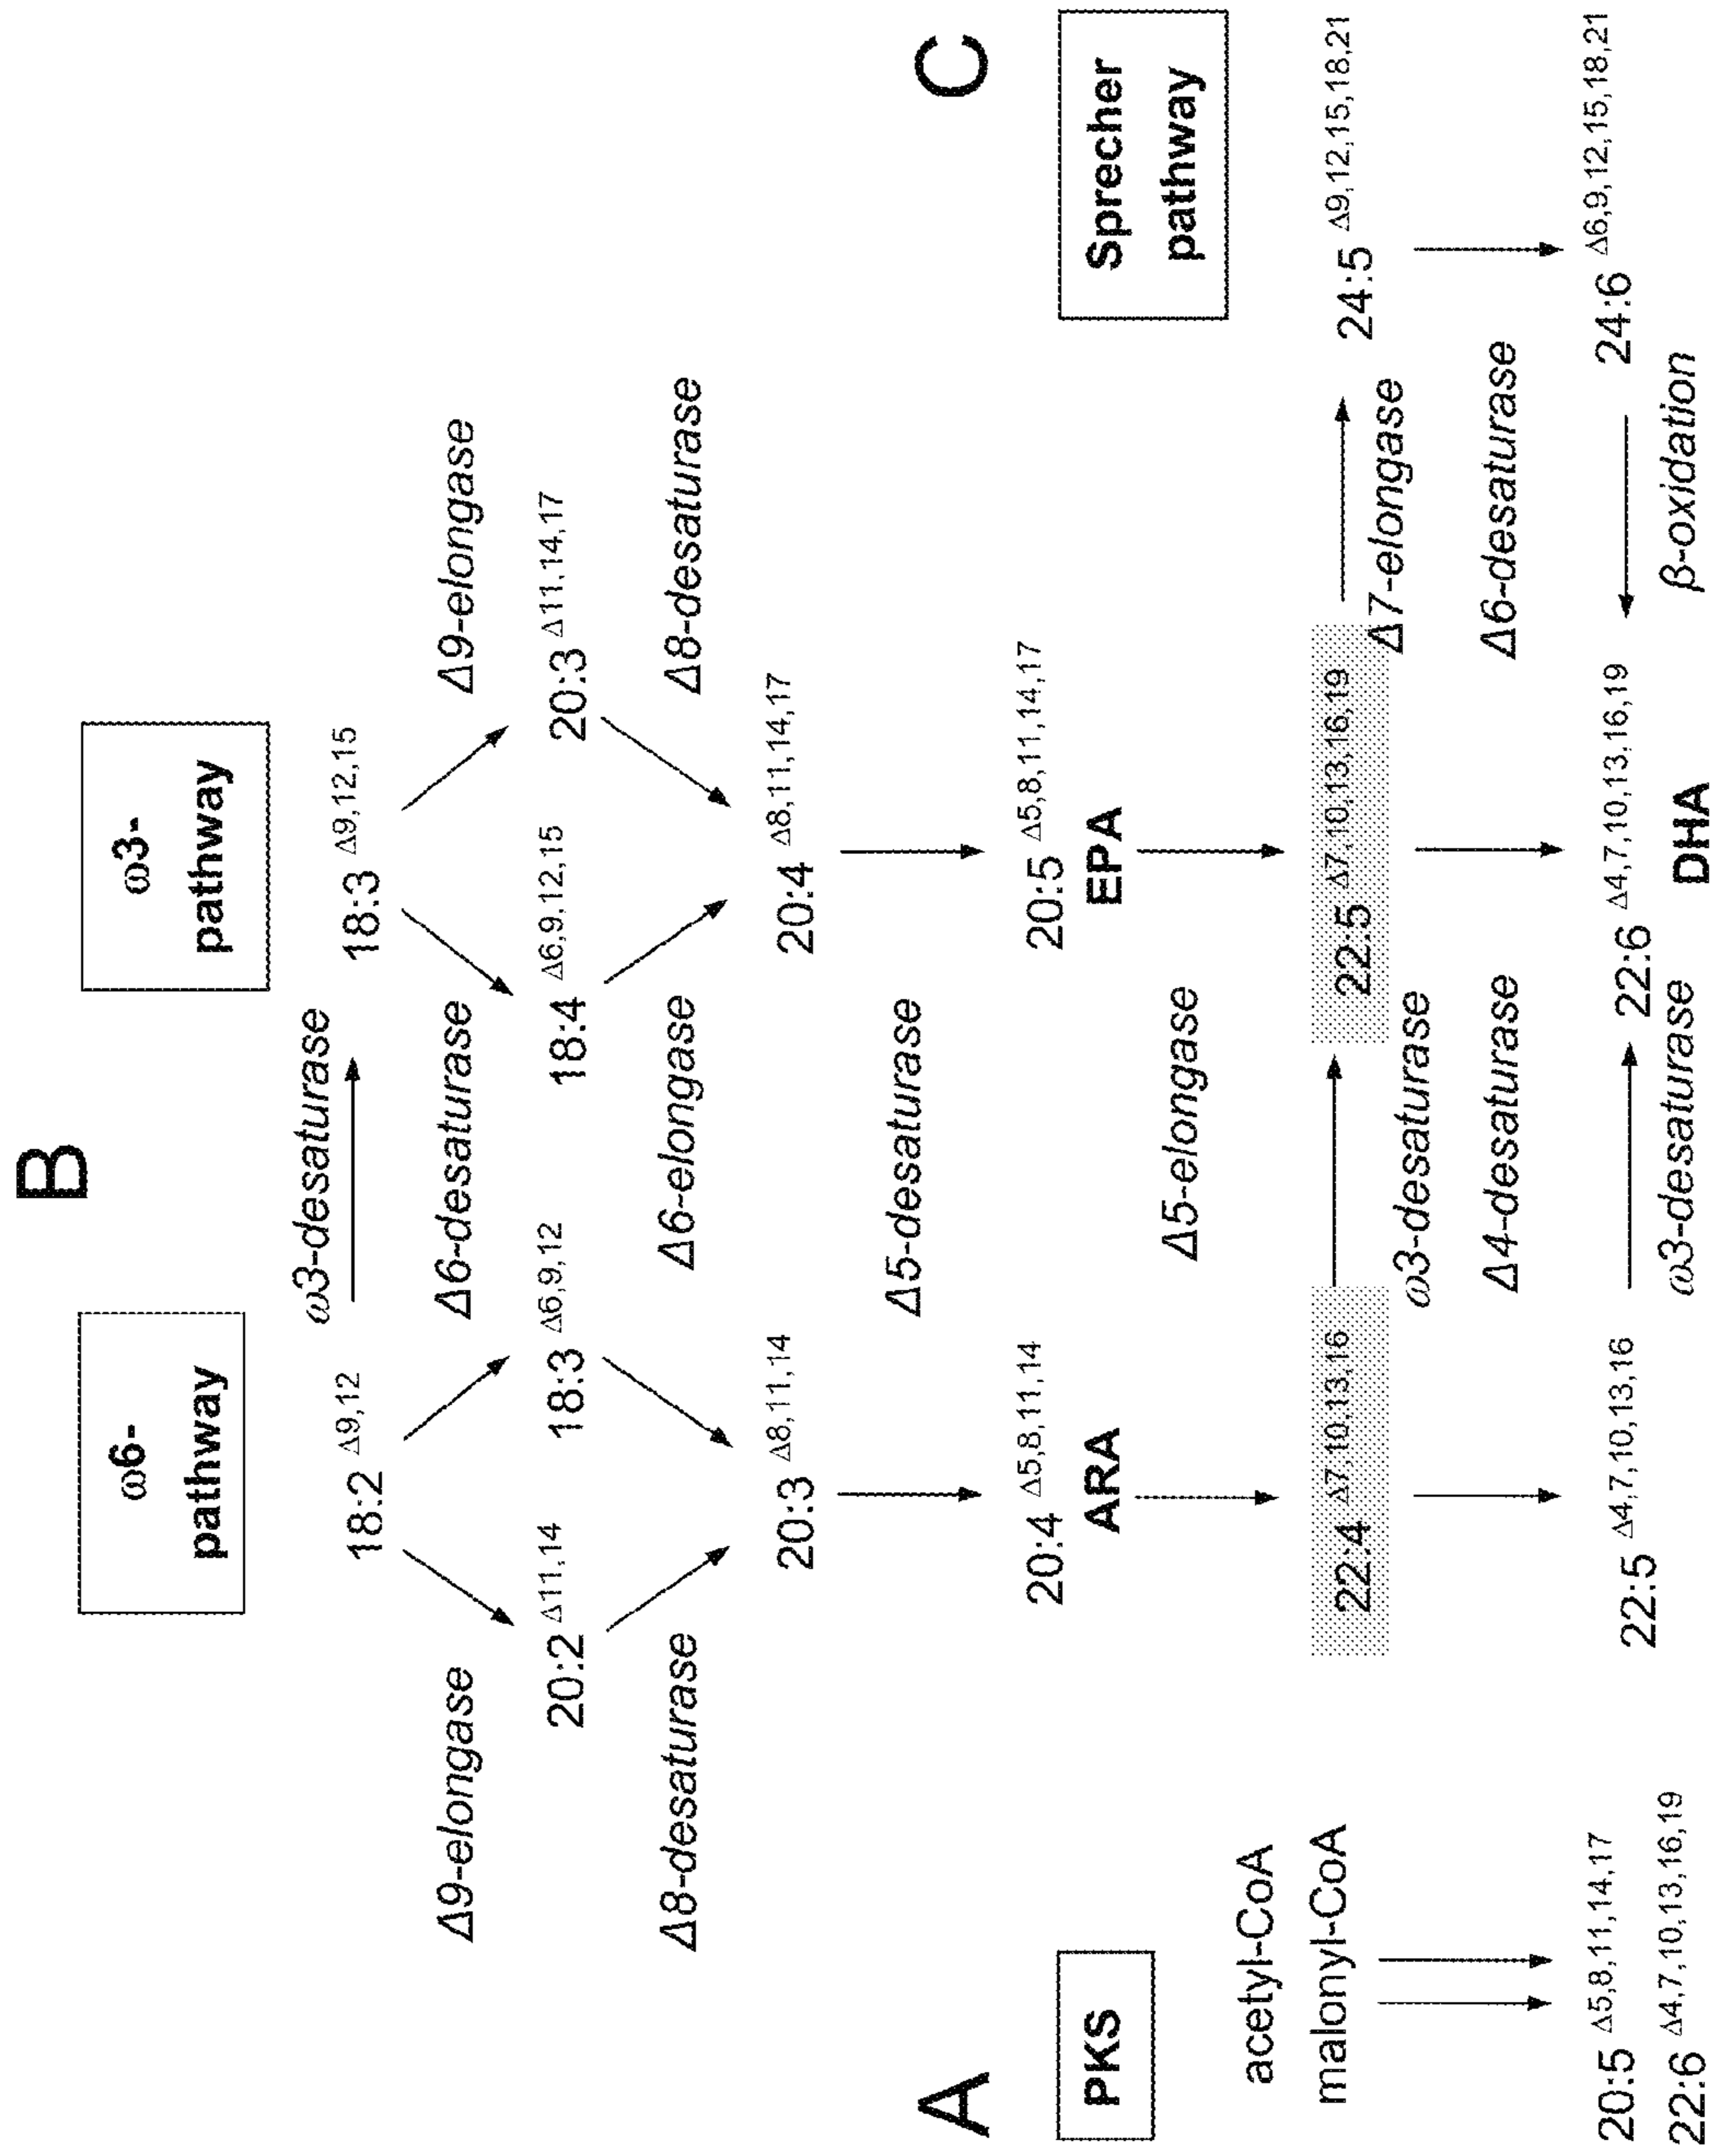 A
PKS
acetyl-CoA
malonyl-CoA
20:5 Δ5,8,11,14,17
22:6 Δ4,7,10,13,16,19
B
ω6-
pathway
ω3-
pathway
18:2 Δ9,12
ω3-desaturase
18:3 Δ9,12,15
Δ9-elongase
Δ6-desaturase
Δ9-elongase
20:2 Δ11,14
18:3 Δ6,9,12
18:4 Δ6,9,12,15
20:3 Δ11,14,17
Δ8-desaturase
Δ6-elongase
Δ8-desaturase
20:3 Δ8,11,14
20:4 Δ8,11,14,17
Δ5-desaturase
20:4 Δ5,8,11,14
ARA
20:5 Δ5,8,11,14,17
EPA
Δ5-elongase
22:4 Δ7,10,13,16
22:5 Δ7,10,13,16,19
ω3-desaturase
Δ4-desaturase
22:5 Δ4,7,10,13,16
22:6 Δ4,7,10,13,16,19
ω3-desaturase
DHA
C
Sprecher
pathway
24:5 Δ9,12,15,18,21
Δ7-elongase
Δ6-desaturase
24:6 Δ6,9,12,15,18,21
β-oxidation